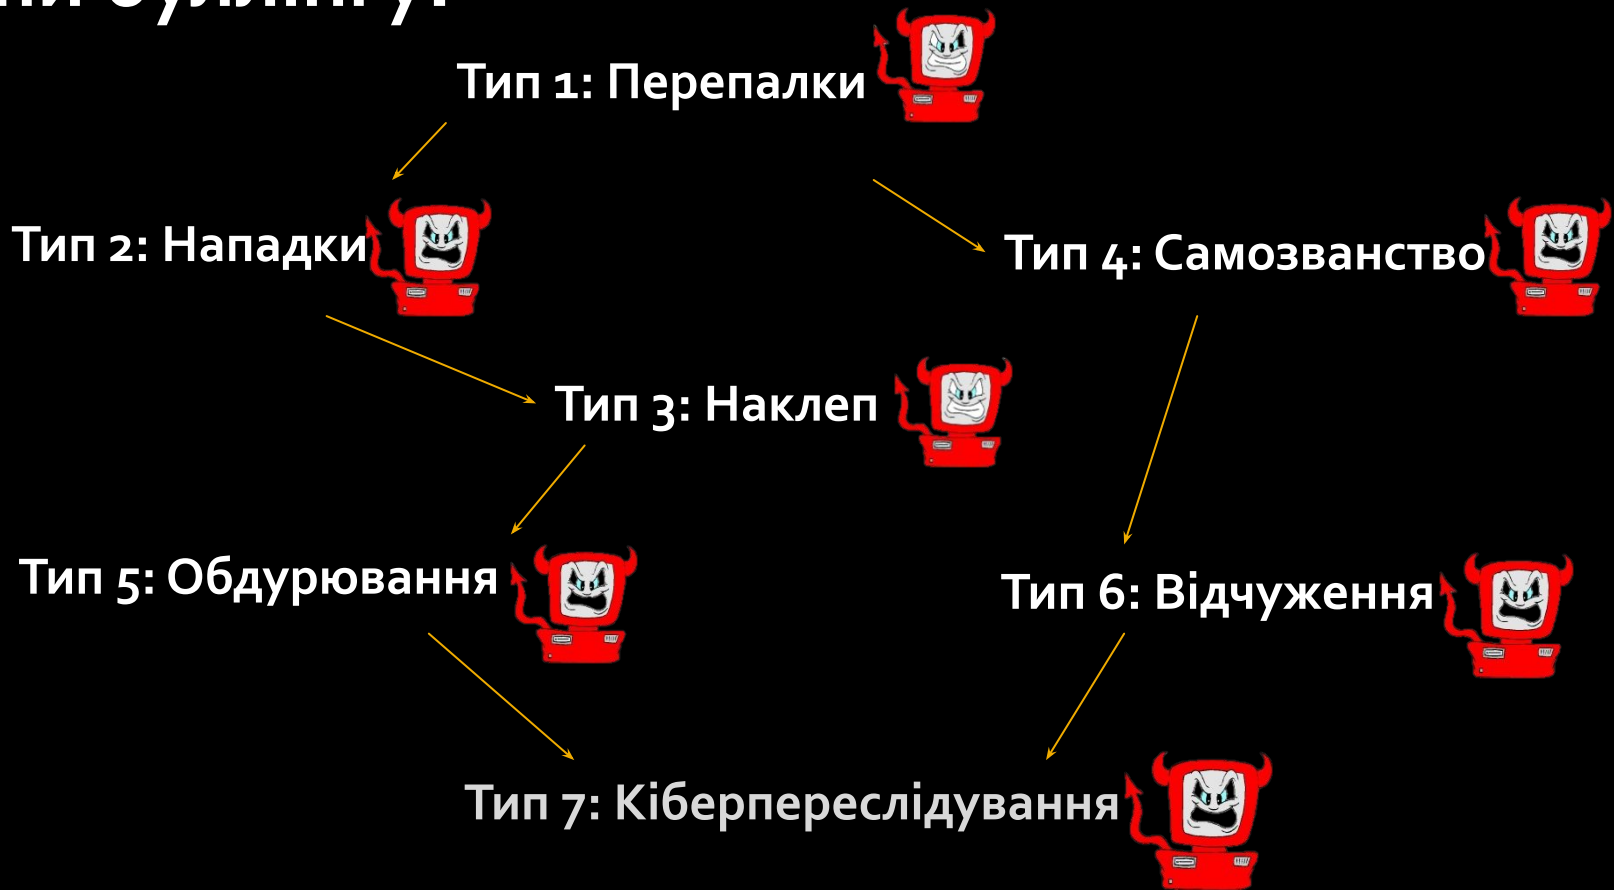 Тип 1: Перепалки
Тип 2: Нападки
Тип 4: Самозванство
Тип 3: Наклеп
Тип 5: Обдурювання
Тип 6: Відчуження
Тип 7: Кіберпереслідування